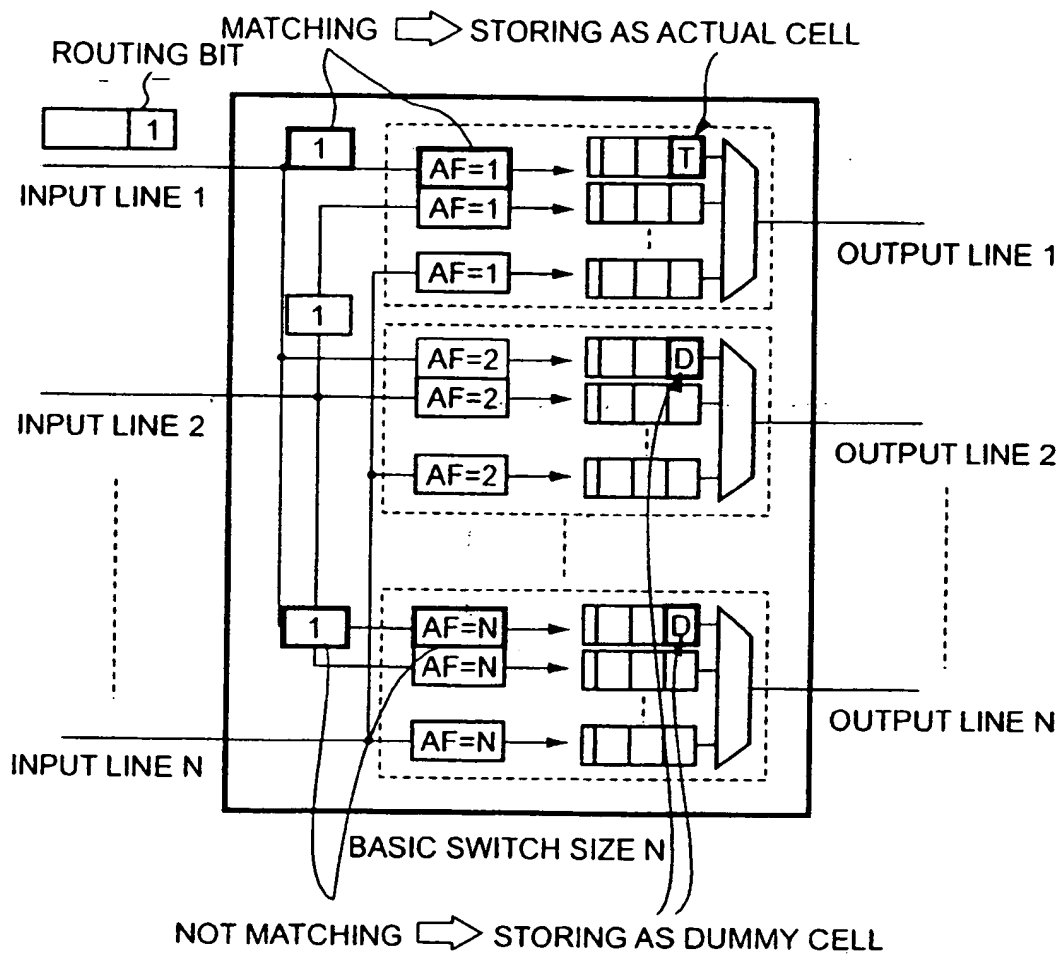 MATCHING ⇨ STORING AS ACTUAL CELL
ROUTING BIT
1
1
AF=1
T
INPUT LINE 1
AF=1
OUTPUT LINE 1
AF=1
1
AF=2
D
AF=2
INPUT LINE 2
OUTPUT LINE 2
AF=2
1
AF=N
D
AF=N
OUTPUT LINE N
AF=N
INPUT LINE N
BASIC SWITCH SIZE N
NOT MATCHING ⇨ STORING AS DUMMY CELL